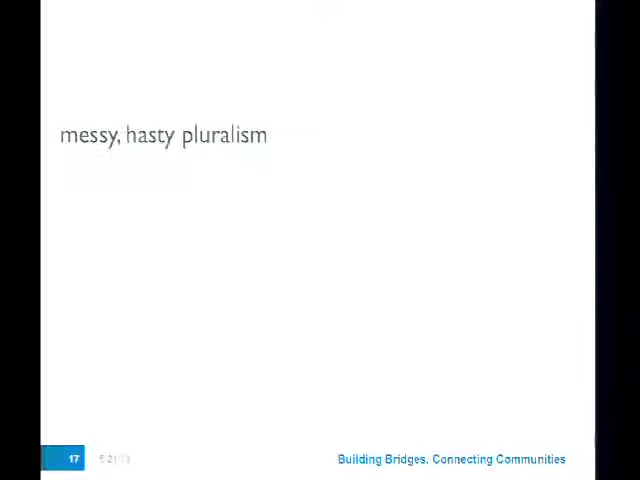 messy, hasty pluralism
17
Building Bridges. Connecting Communities